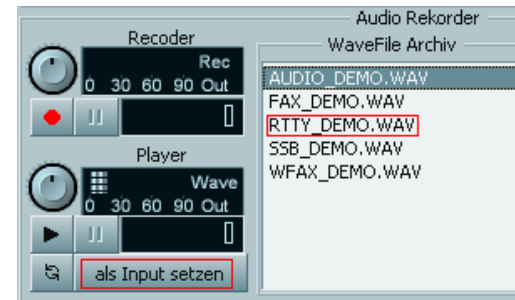 Audio Rekorder
Recoder
Rec
0 30 60 90 Out
Player
Wave
0 30 60 90 Out
als Input setzen
WaveFile Archiv
AUDIO_DEMO.WAV
FAX_DEMO.WAV
RTTY_DEMO.WAV
SSB_DEMO.WAV
WFAX_DEMO.WAV